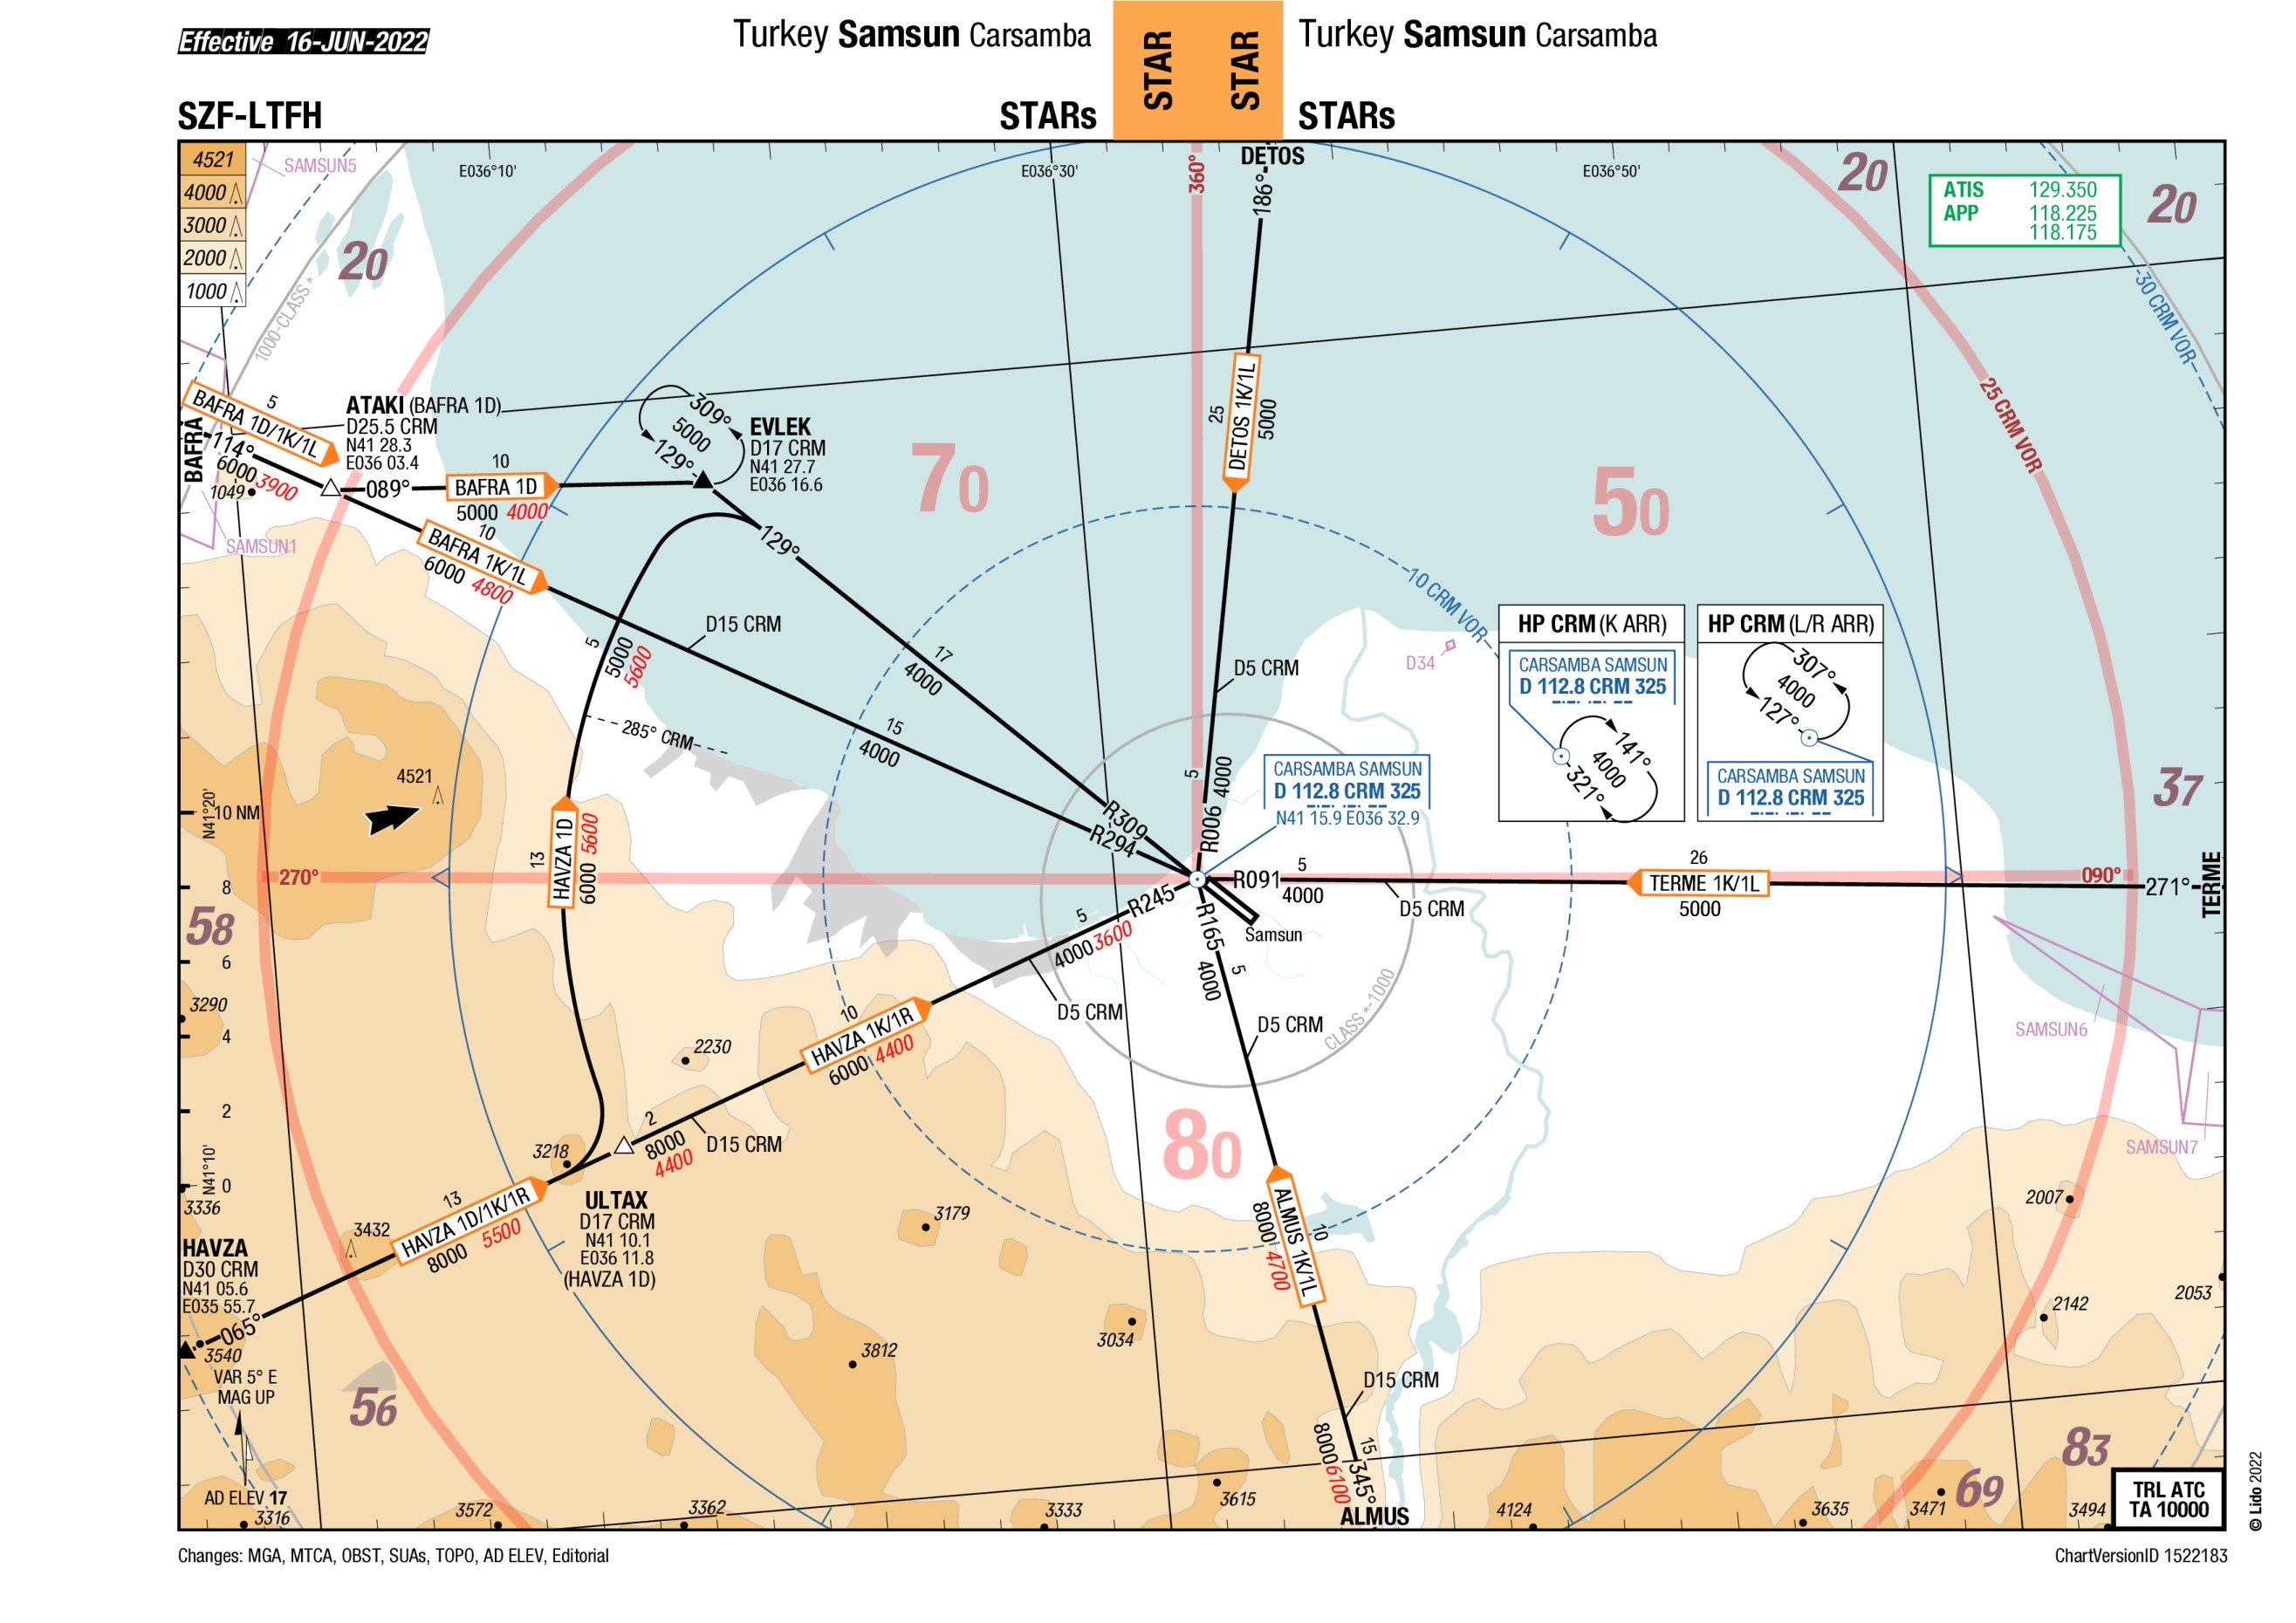 Effective 16-JUN-2022
Turkey Samsun Carsamba
STAR
STAR
Turkey Samsun Carsamba
SZF-LTFH
STARs
STARs
4521
4000
3000
2000
1000
SAMSUN5
E036°10'
E036°30'
E036°50'
360°
DETOS
186°
20
20
20
ATIS 129.350
APP 118.225
118.175
1000-CLASS *
30 CRM VOR
25 CRM VOR
BAFRA 1D/1K/1L
5
BAFRA
114°
6000 3900
1049
SAMSUN1
ATAKI (BAFRA 1D)
D25.5 CRM
N41 28.3
E036 03.4
089°
10
BAFRA 1D
5000 4000
309°
5000
129°
EVLEK
D17 CRM
N41 27.7
E036 16.6
129°
10
BAFRA 1K/1L
6000 4800
70
50
25
DETOS 1K/1L
5000
D15 CRM
17
4000
15
4000
5
5000
5600
285° CRM
10 CRM VOR
D34
D5 CRM
5
4000
R006
HP CRM (K ARR)
CARSAMBA SAMSUN
D 112.8 CRM 325
141°
4000
321°
HP CRM (L/R ARR)
307°
4000
127°
CARSAMBA SAMSUN
D 112.8 CRM 325
CARSAMBA SAMSUN
D 112.8 CRM 325
N41 15.9 E036 32.9
R309
R294
4521
N41°20'
10 NM
8
6
4
2
0
N41°10'
13
HAVZA 1D
6000 5600
270°
37
58
R091
5
4000
D5 CRM
26
TERME 1K/1L
5000
090°
271°
TERME
Samsun
R245
5
4000 3600
D5 CRM
R165
5
4000
D5 CRM
CLASS *-1000
SAMSUN6
SAMSUN7
3290
2230
10
HAVZA 1K/1R
6000 4400
2
8000
4400
D15 CRM
80
3218
3336
13
HAVZA 1D/1K/1R
8000 5500
3432
ULTAX
D17 CRM
N41 10.1
E036 11.8
(HAVZA 1D)
3179
10
ALMUS 1K/1L
8000 4700
2007
HAVZA
D30 CRM
N41 05.6
E035 55.7
065°
3540
VAR 5° E
MAG UP
56
3812
3034
2142
2053
D15 CRM
15
8000 6100
345°
ALMUS
83
69
AD ELEV 17
3316
3572
3362
3333
3615
4124
3635
3471
3494
TRL ATC
TA 10000
© Lido 2022
Changes: MGA, MTCA, OBST, SUAs, TOPO, AD ELEV, Editorial
ChartVersionID 1522183